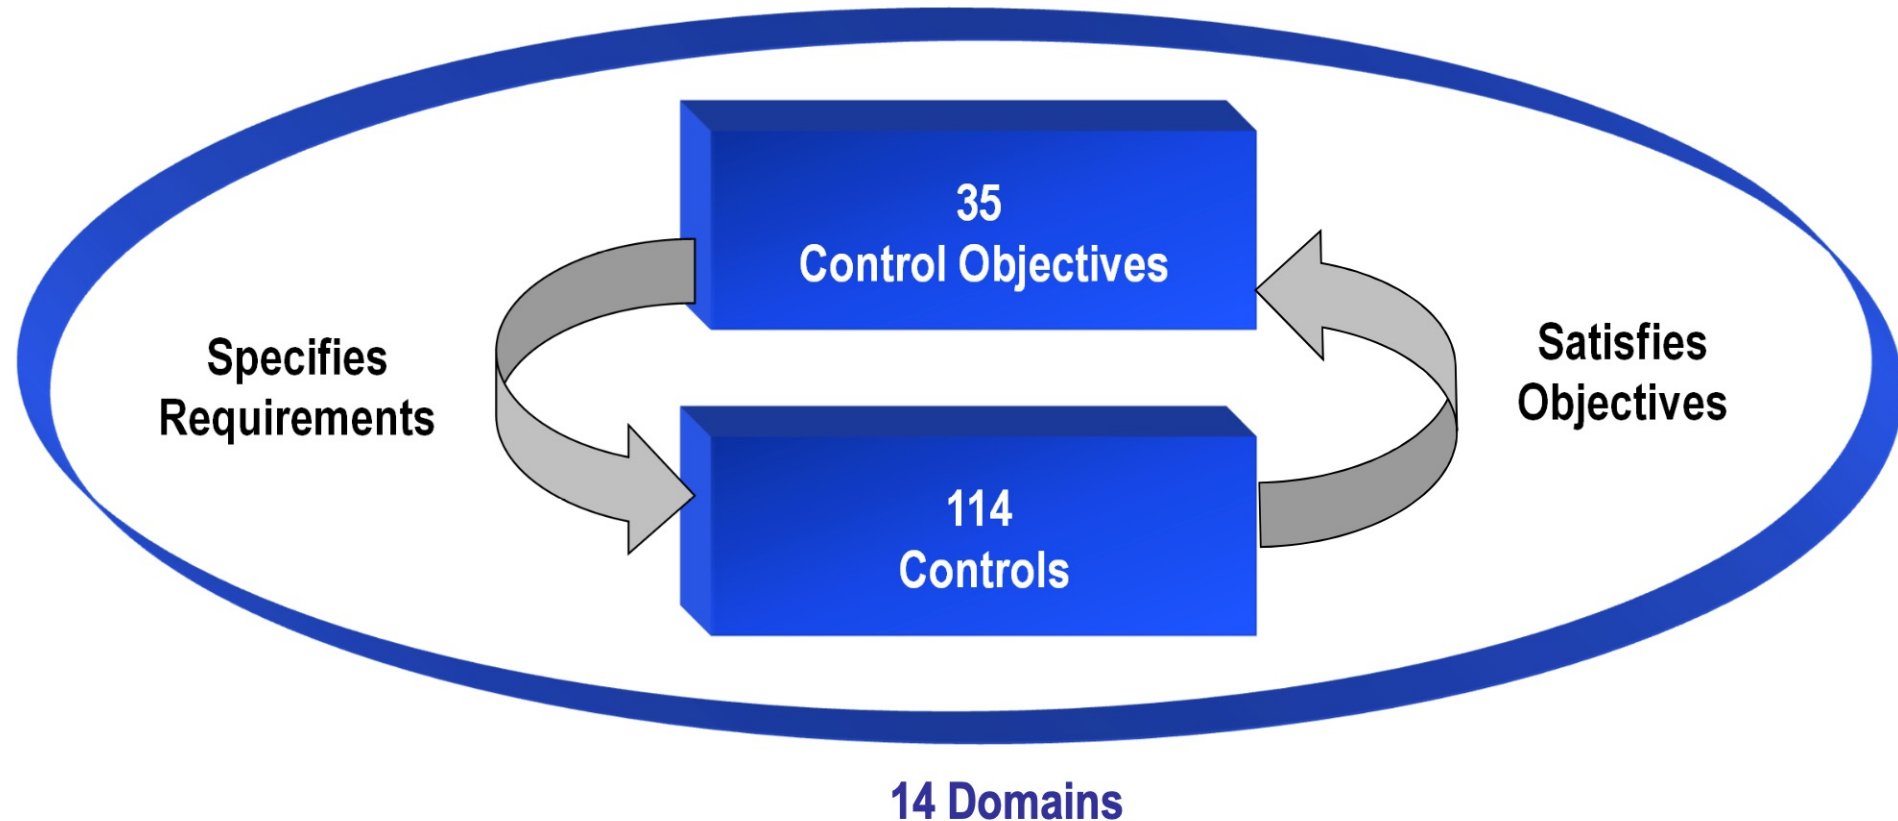 35
Control Objectives
Specifies
Requirements
Satisfies
Objectives
114
Controls
14 Domains